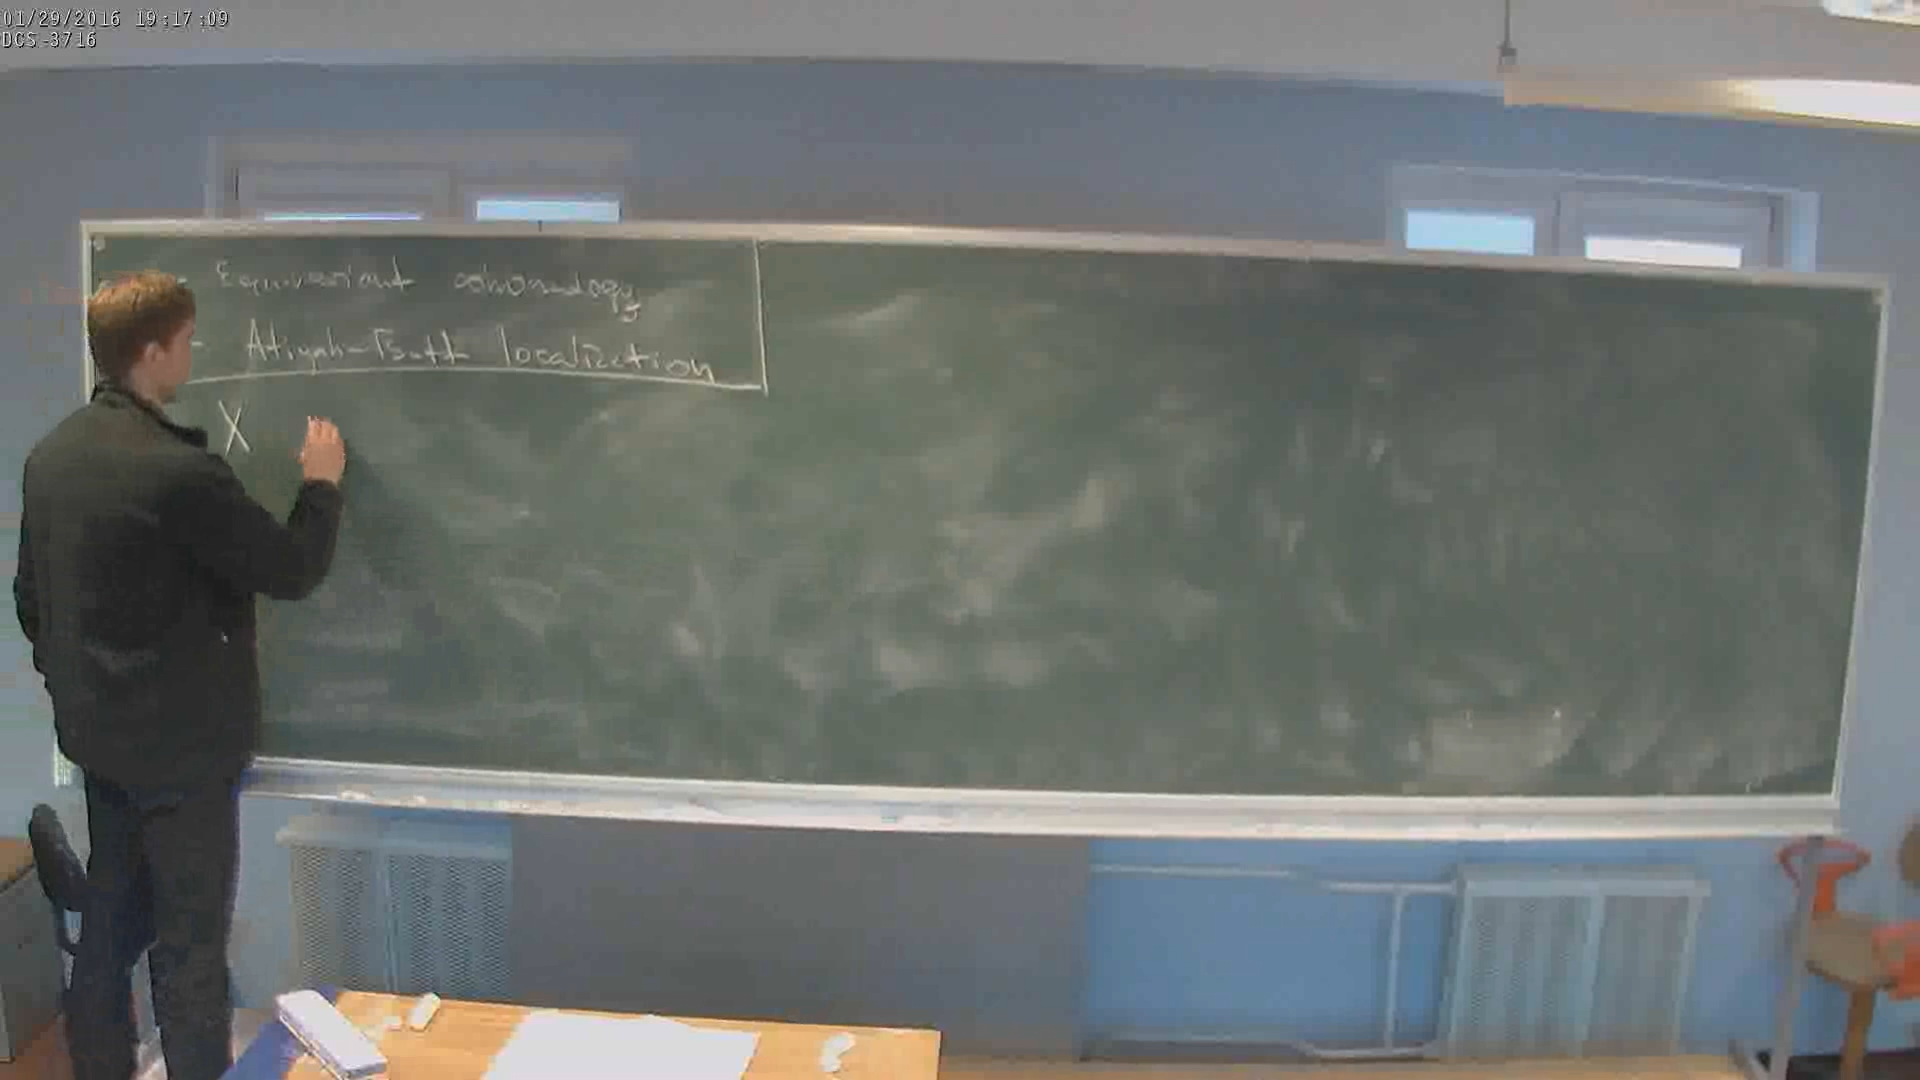 01/29/2016 19:17:09
DCS-3716
- Equivariant cohomology
- Atiyah-Bott localization
X